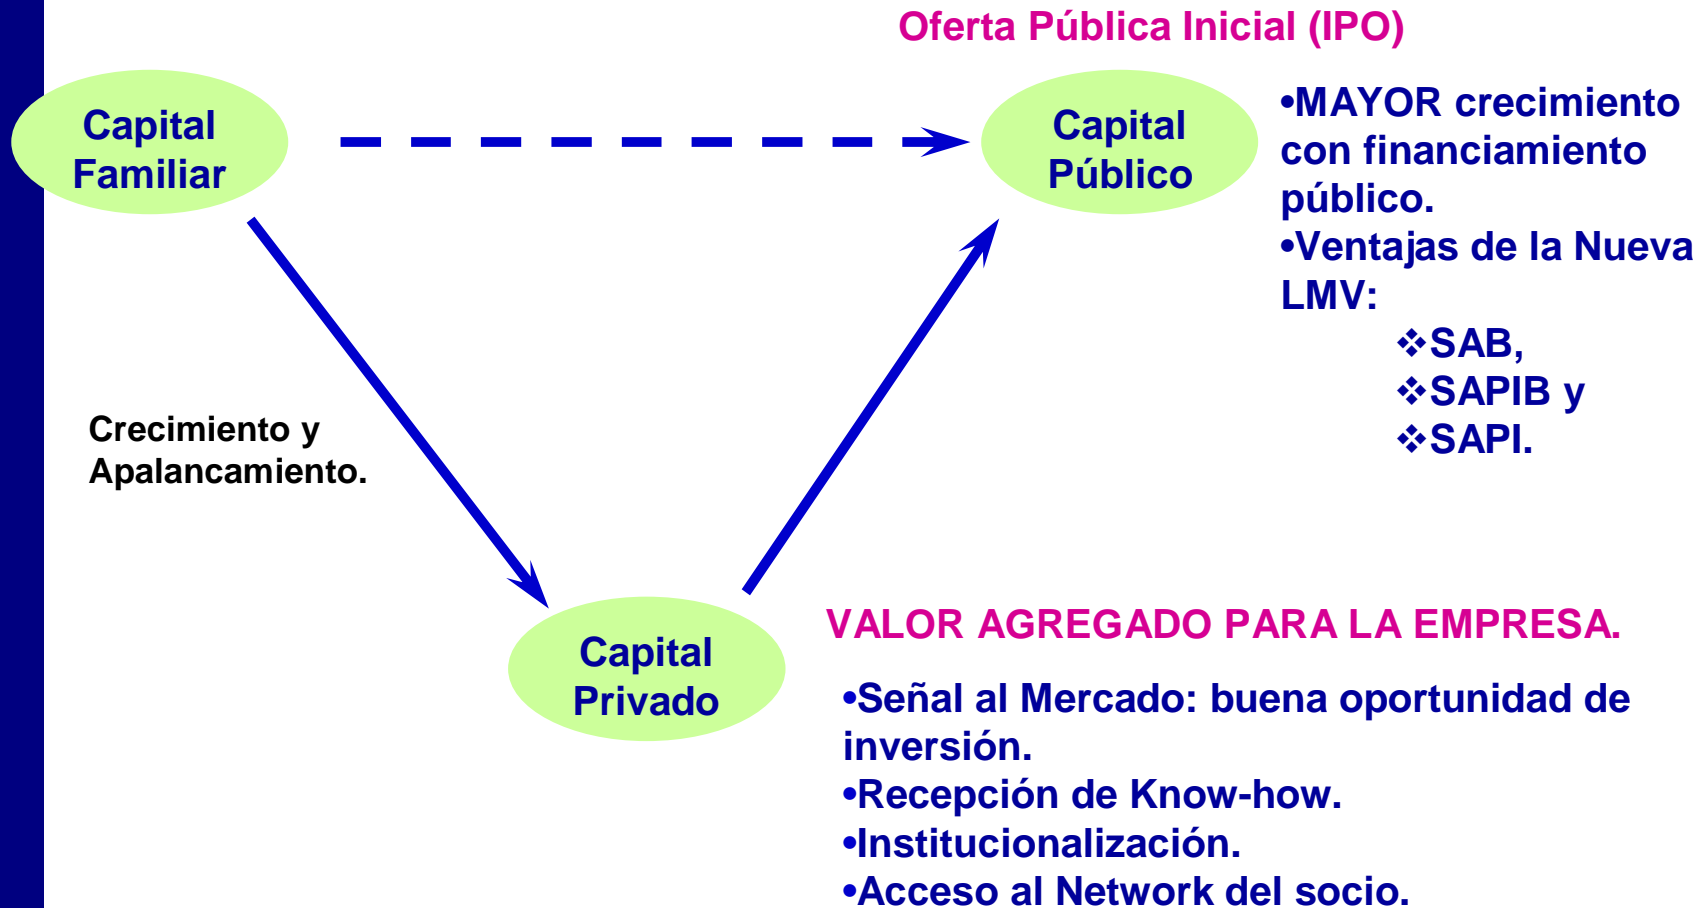 Oferta Pública Inicial (IPO)
Capital
Familiar
Capital
Público
•MAYOR crecimiento
con financiamiento
público.
•Ventajas de la Nueva
LMV:
❖SAB,
❖SAPIB y
❖SAPI.
Crecimiento y
Apalancamiento.
Capital
Privado
VALOR AGREGADO PARA LA EMPRESA.
•Señal al Mercado: buena oportunidad de
inversión.
•Recepción de Know-how.
•Institucionalización.
•Acceso al Network del socio.